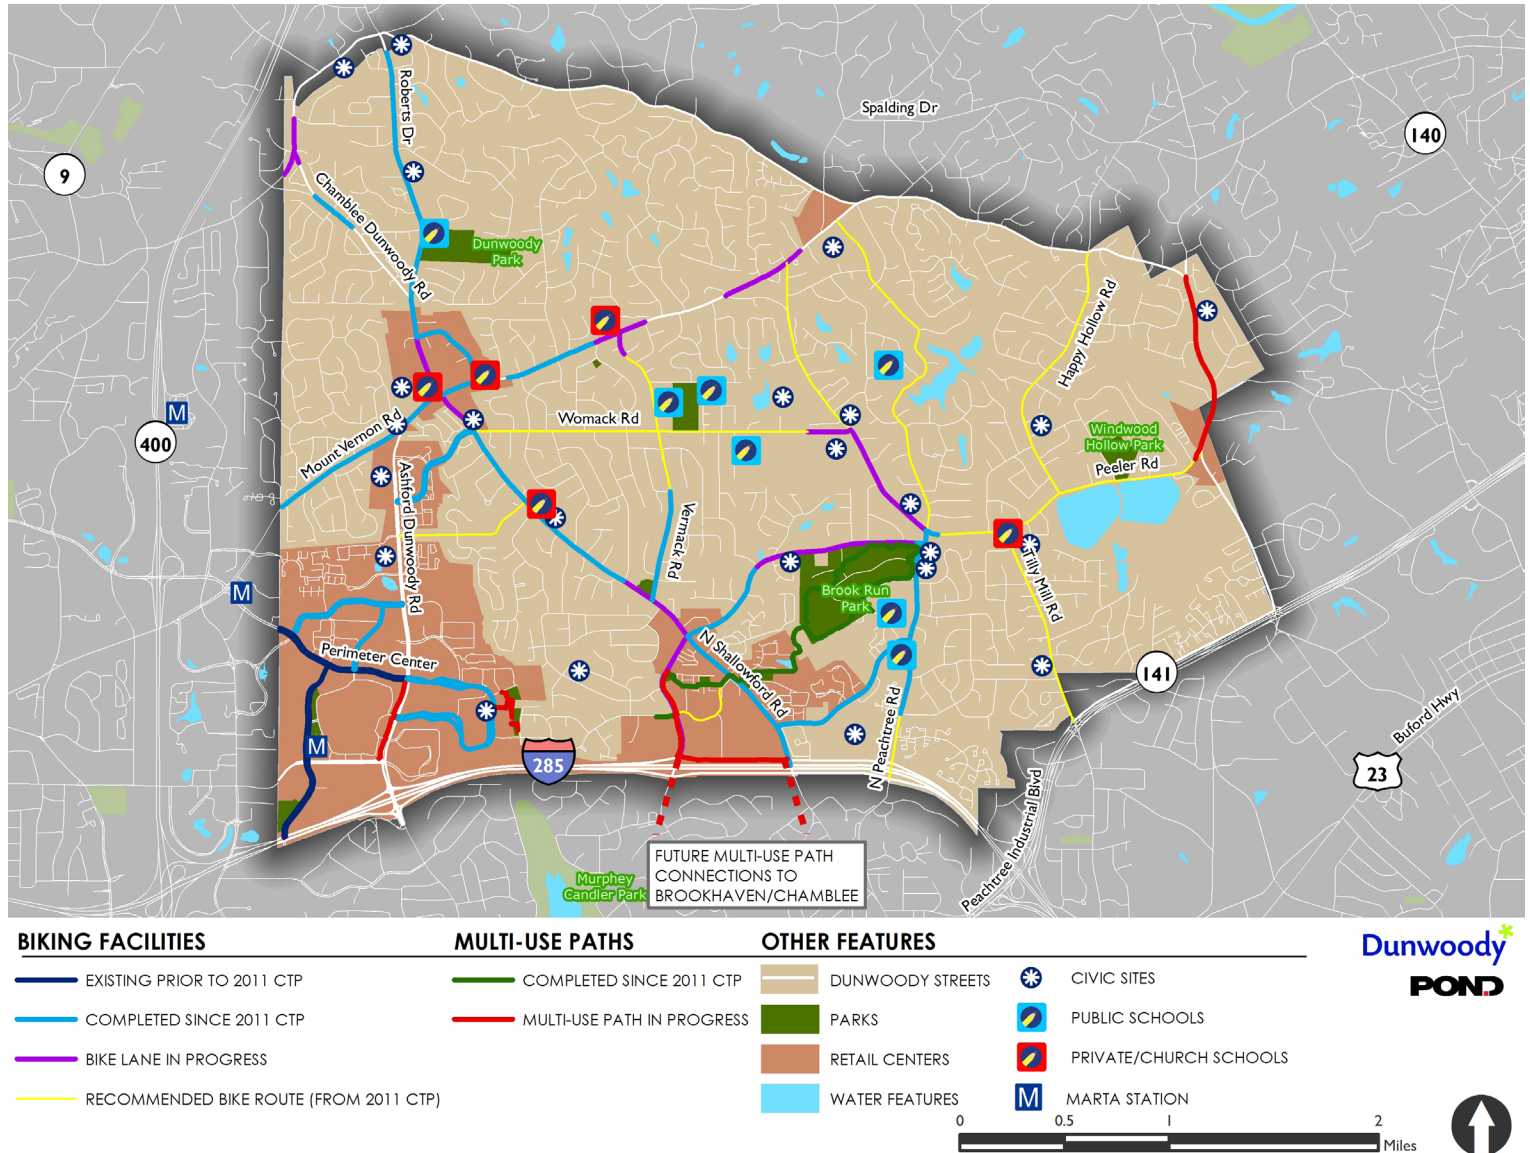 Spalding Dr
140
9
Roberts Dr
Chamblee Dunwoody Rd
Dunwoody
Park
Happy Hollow Rd
Womack Rd
M
400
Mount Vernon Rd
Windwood
Hollow Park
Peeler Rd
Ashford Dunwoody Rd
Vermack Rd
M
Brook Run
Park
Tilly Mill Rd
Perimeter Center
N Shallowford Rd
141
N Peachtree Rd
Buford Hwy
M
285
23
Peachtree Industrial Blvd
FUTURE MULTI-USE PATH
CONNECTIONS TO
BROOKHAVEN/CHAMBLEE
Murphey
Candler Park
BIKING FACILITIES
EXISTING PRIOR TO 2011 CTP
COMPLETED SINCE 2011 CTP
BIKE LANE IN PROGRESS
RECOMMENDED BIKE ROUTE (FROM 2011 CTP)
MULTI-USE PATHS
COMPLETED SINCE 2011 CTP
MULTI-USE PATH IN PROGRESS
OTHER FEATURES
DUNWOODY STREETS
PARKS
RETAIL CENTERS
WATER FEATURES
CIVIC SITES
PUBLIC SCHOOLS
PRIVATE/CHURCH SCHOOLS
M MARTA STATION
Dunwoody*
POND
0 0.5 1 2
Miles